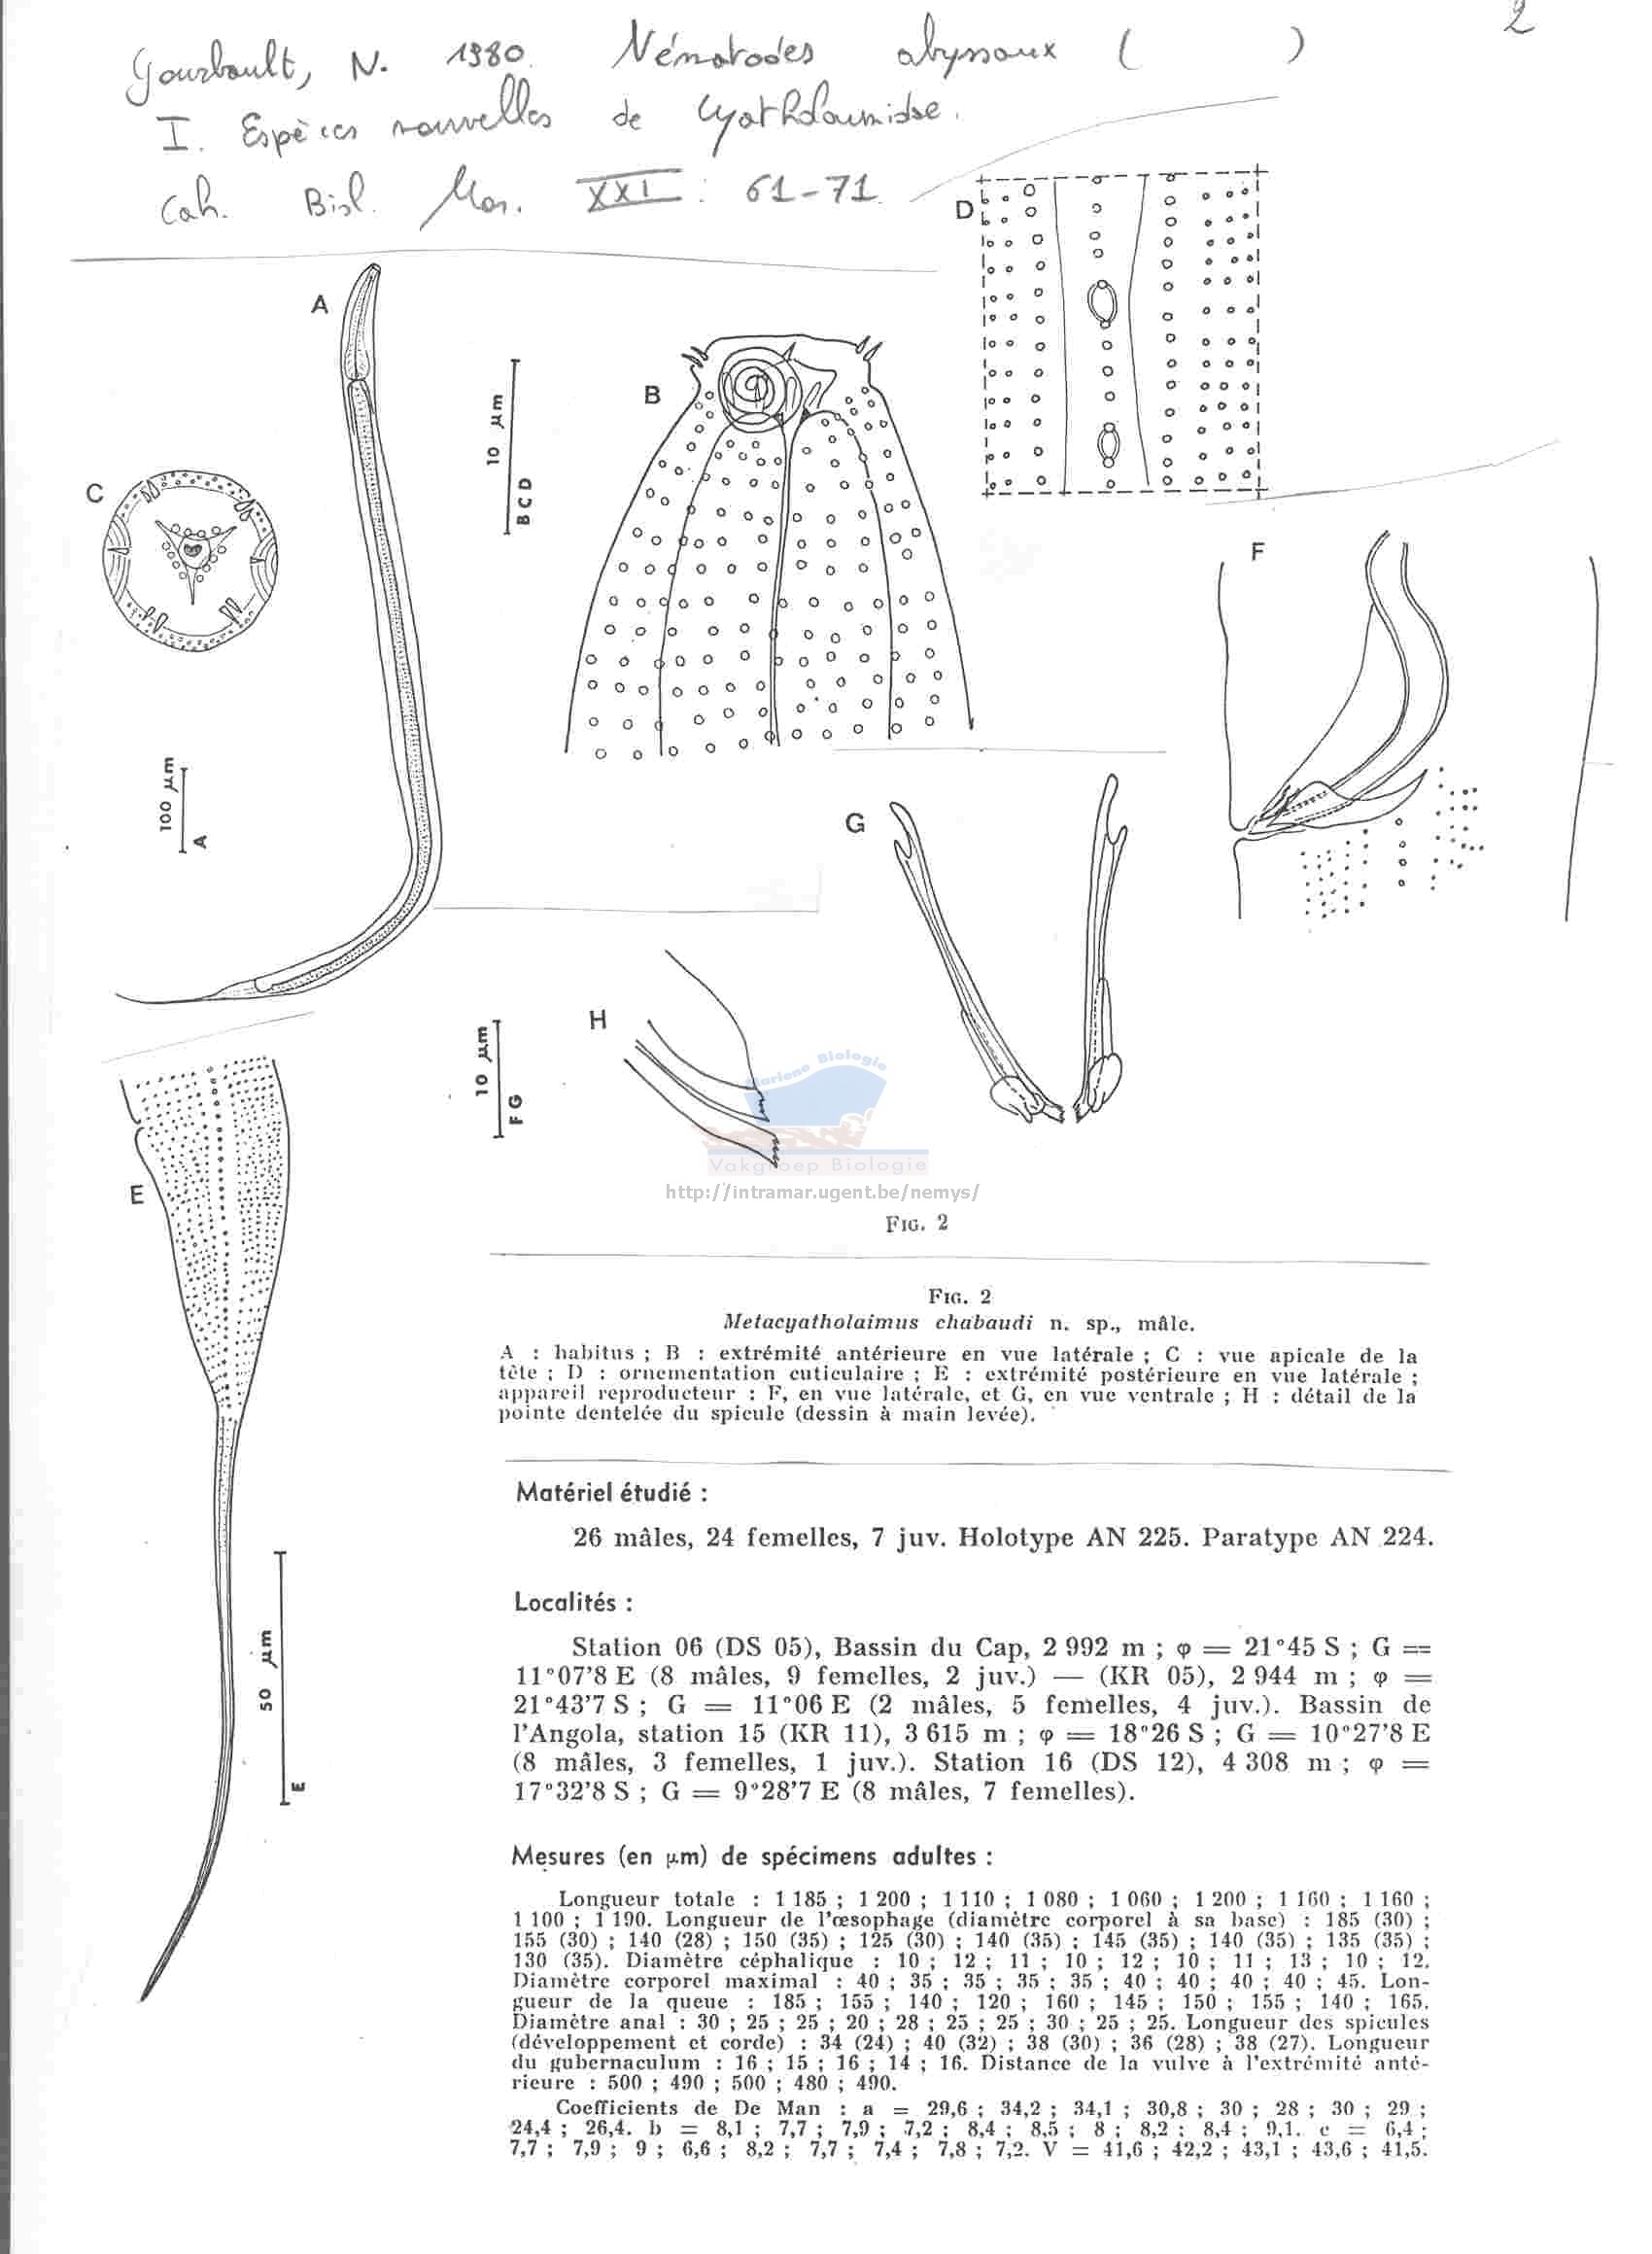 2
Gourbault, N. 1980. Nématodes abyssaux ( )
I. Espèces nouvelles de Cyatholaimidae.
Cah. Biol. Mar. XXI : 61-71
D
A
B
10 µm
B C D
C
F
100 µm
A
G
H
10 µm
F G
Mariene Biologie
Vakgroep Biologie
http://intramar.ugent.be/nemys/
E
FIG. 2
FIG. 2
Metacyatholaimus chabaudi n. sp., mâle.
A : habitus ; B : extrémité antérieure en vue latérale ; C : vue apicale de la
tête ; D : ornementation cuticulaire ; E : extrémité postérieure en vue latérale ;
appareil reproducteur : F, en vue latérale, et G, en vue ventrale ; H : détail de la
pointe dentelée du spicule (dessin à main levée).
Matériel étudié :
26 mâles, 24 femelles, 7 juv. Holotype AN 225. Paratype AN 224.
Localités :
Station 06 (DS 05), Bassin du Cap, 2 992 m ; φ = 21°45 S ; G =
11°07'8 E (8 mâles, 9 femelles, 2 juv.) — (KR 05), 2 944 m ; φ =
21°43'7 S ; G = 11°06 E (2 mâles, 5 femelles, 4 juv.). Bassin de
l'Angola, station 15 (KR 11), 3 615 m ; φ = 18°26 S ; G = 10°27'8 E
(8 mâles, 3 femelles, 1 juv.). Station 16 (DS 12), 4 308 m ; φ =
17°32'8 S ; G = 9°28'7 E (8 mâles, 7 femelles).
50 µm
E
Mesures (en µm) de spécimens adultes :
Longueur totale : 1 185 ; 1 200 ; 1 110 ; 1 080 ; 1 060 ; 1 200 ; 1 160 ; 1 160 ;
1 100 ; 1 190. Longueur de l'œsophage (diamètre corporel à sa base) : 185 (30) ;
155 (30) ; 140 (28) ; 150 (35) ; 125 (30) ; 140 (35) ; 145 (35) ; 140 (35) ; 135 (35) ;
130 (35). Diamètre céphalique : 10 ; 12 ; 11 ; 10 ; 12 ; 10 ; 11 ; 13 ; 10 ; 12.
Diamètre corporel maximal : 40 ; 35 ; 35 ; 35 ; 35 ; 40 ; 40 ; 40 ; 40 ; 45. Lon-
gueur de la queue : 185 ; 155 ; 140 ; 120 ; 160 ; 145 ; 150 ; 155 ; 140 ; 165.
Diamètre anal : 30 ; 25 ; 25 ; 20 ; 28 ; 25 ; 25 ; 30 ; 25 ; 25. Longueur des spicules
(développement et corde) : 34 (24) ; 40 (32) ; 38 (30) ; 36 (28) ; 38 (27). Longueur
du gubernaculum : 16 ; 15 ; 16 ; 14 ; 16. Distance de la vulve à l'extrémité anté-
rieure : 500 ; 490 ; 500 ; 480 ; 490.
Coefficients de De Man : a = 29,6 ; 34,2 ; 34,1 ; 30,8 ; 30 ; 28 ; 30 ; 29 ;
24,4 ; 26,4. b = 8,1 ; 7,7 ; 7,9 ; 7,2 ; 8,4 ; 8,5 ; 8 ; 8,2 ; 8,4 ; 9,1. c = 6,4 ;
7,7 ; 7,9 ; 9 ; 6,6 ; 8,2 ; 7,7 ; 7,4 ; 7,8 ; 7,2. V = 41,6 ; 42,2 ; 43,1 ; 43,6 ; 41,5.